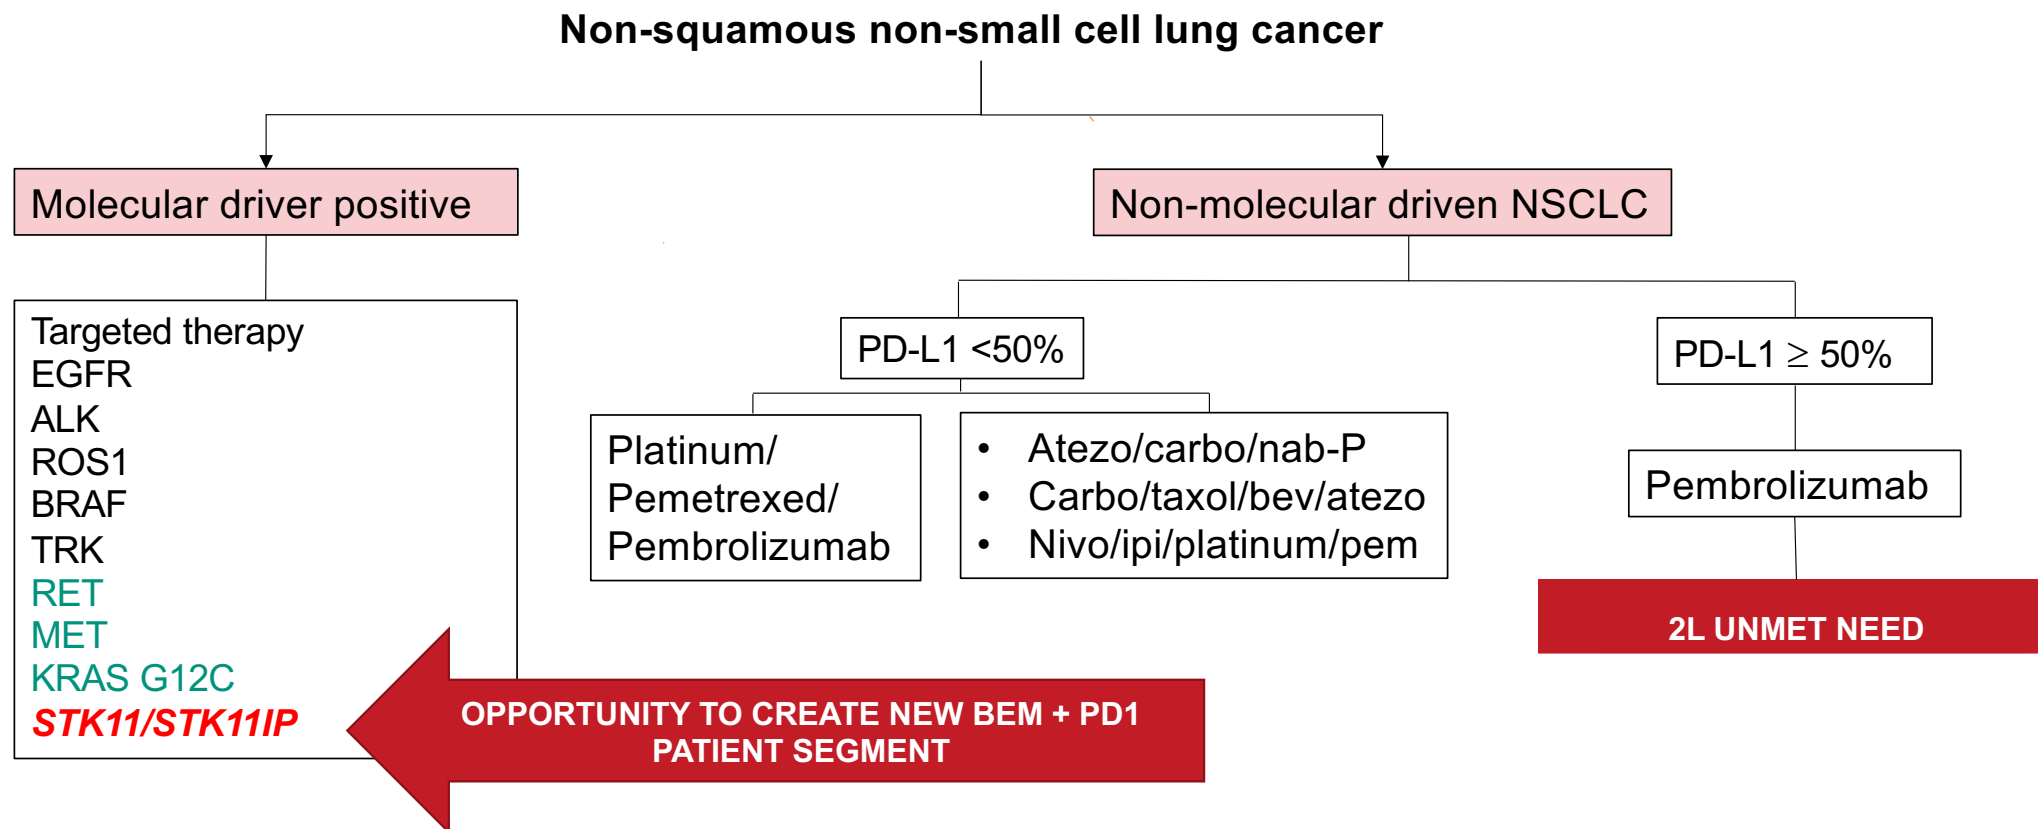 Non-squamous non-small cell lung cancer
Molecular driver positive
Non-molecular driven NSCLC
Targeted therapy
EGFR
ALK
ROS1
BRAF
TRK
RET
MET
KRAS G12C
STK11/STK11IP
PD-L1 <50%
PD-L1 ≥ 50%
Platinum/
Pemetrexed/
Pembrolizumab
• Atezo/carbo/nab-P
• Carbo/taxol/bev/atezo
• Nivo/ipi/platinum/pem
Pembrolizumab
2L UNMET NEED
OPPORTUNITY TO CREATE NEW BEM + PD1
PATIENT SEGMENT